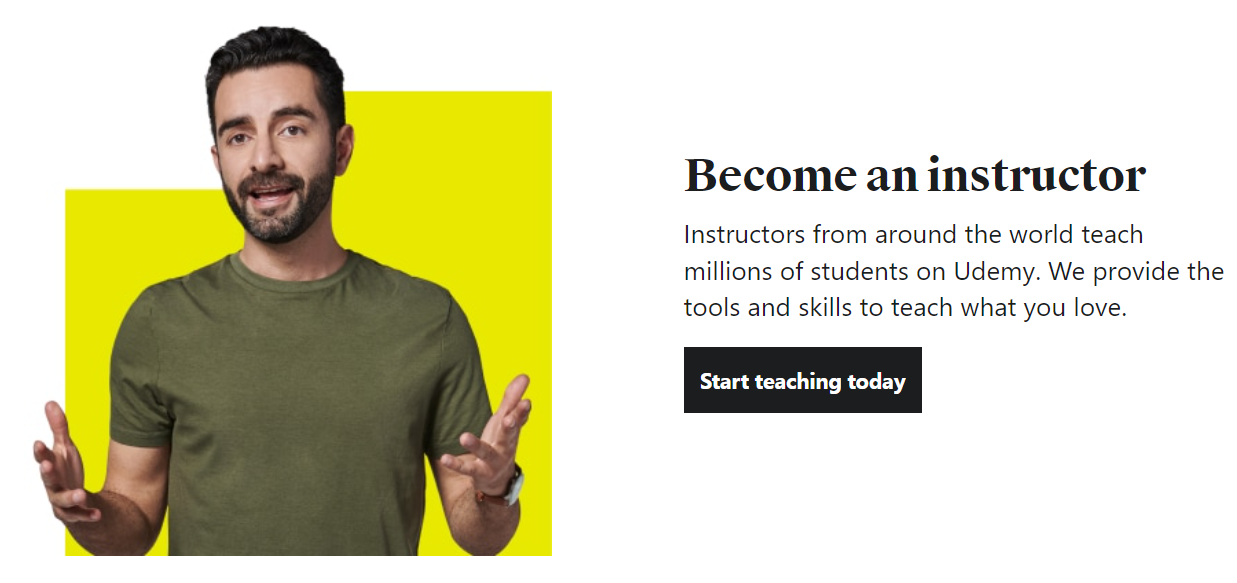 Become an instructor
Instructors from around the world teach
millions of students on Udemy. We provide the
tools and skills to teach what you love.
Start teaching today